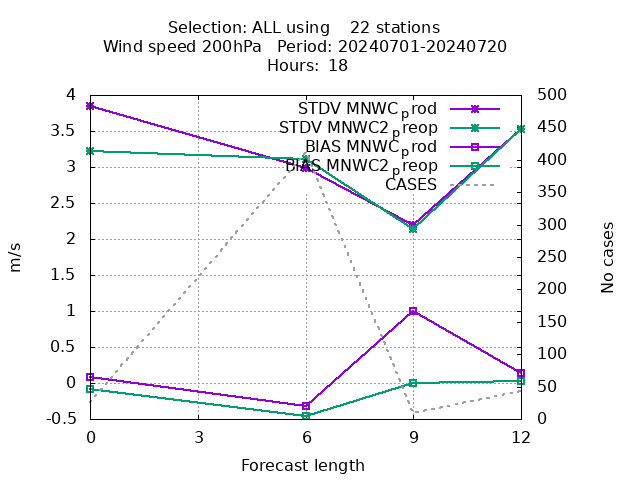 Selection: ALL using 22 stations
Wind speed 200hPa Period: 20240701-20240720
Hours: 18
4
3.5
3
2.5
2
1.5
1
0.5
0
-0.5
500
450
400
350
300
250
200
150
100
50
0
STDV MNWC_prod
STDV MNWC2_preop
BIAS MNWC_prod
BIAS MNWC2_preop
CASES
m/s
No cases
0 3 6 9 12
Forecast length